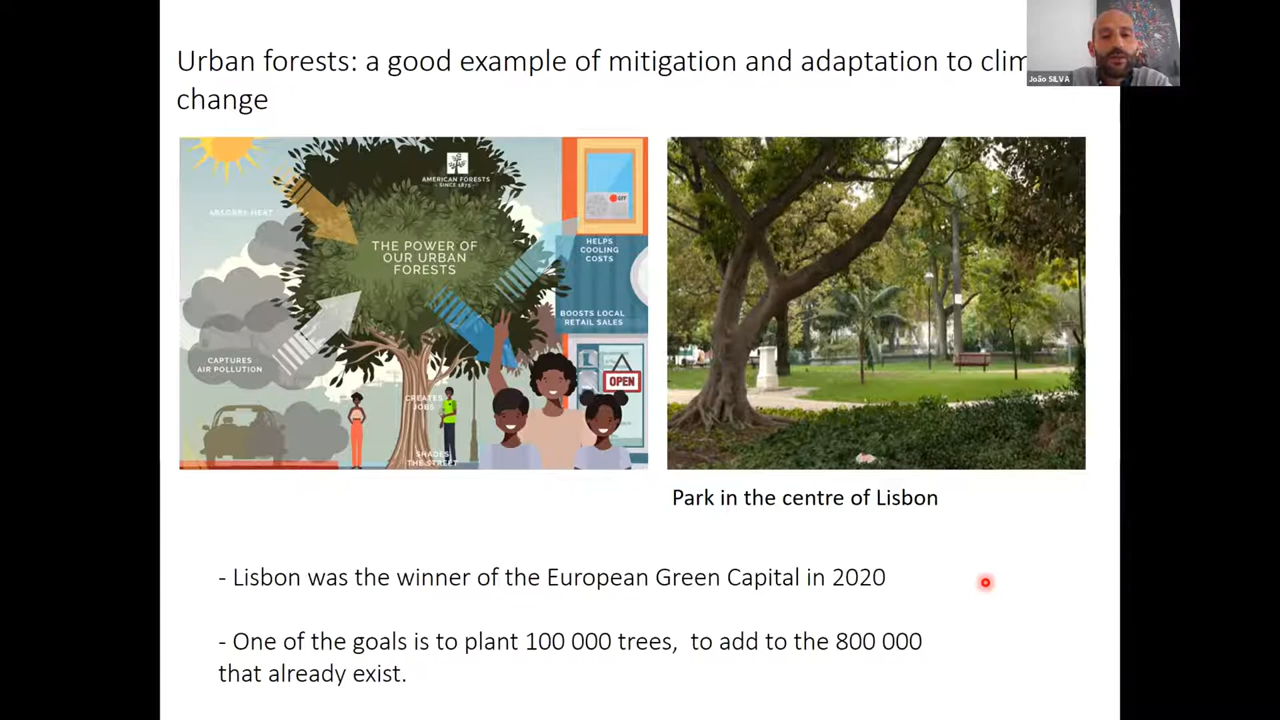 Urban forests: a good example of mitigation and adaptation to clim
change
João SILVA
AMERICAN FORESTS
- SINCE 1875 -
ABSORBS HEAT
THE POWER OF
OUR URBAN
FORESTS
OFF
HELPS
COOLING
COSTS
BOOSTS LOCAL
RETAIL SALES
CAPTURES
AIR POLLUTION
OPEN
CREATES
JOBS
SHADES
THE STREET
Park in the centre of Lisbon
- Lisbon was the winner of the European Green Capital in 2020
- One of the goals is to plant 100 000 trees, to add to the 800 000
that already exist.